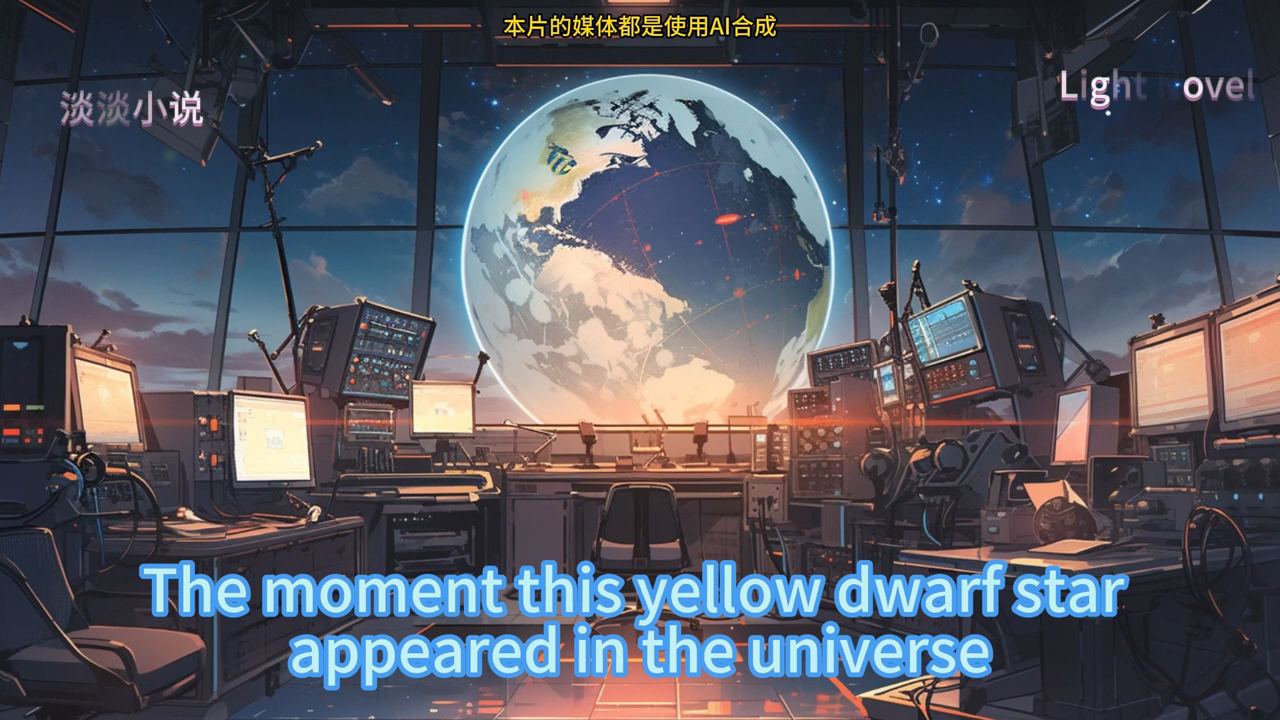 本片的媒体都是使用AI合成
淡淡小说
Light Novel
The moment this yellow dwarf star
appeared in the universe